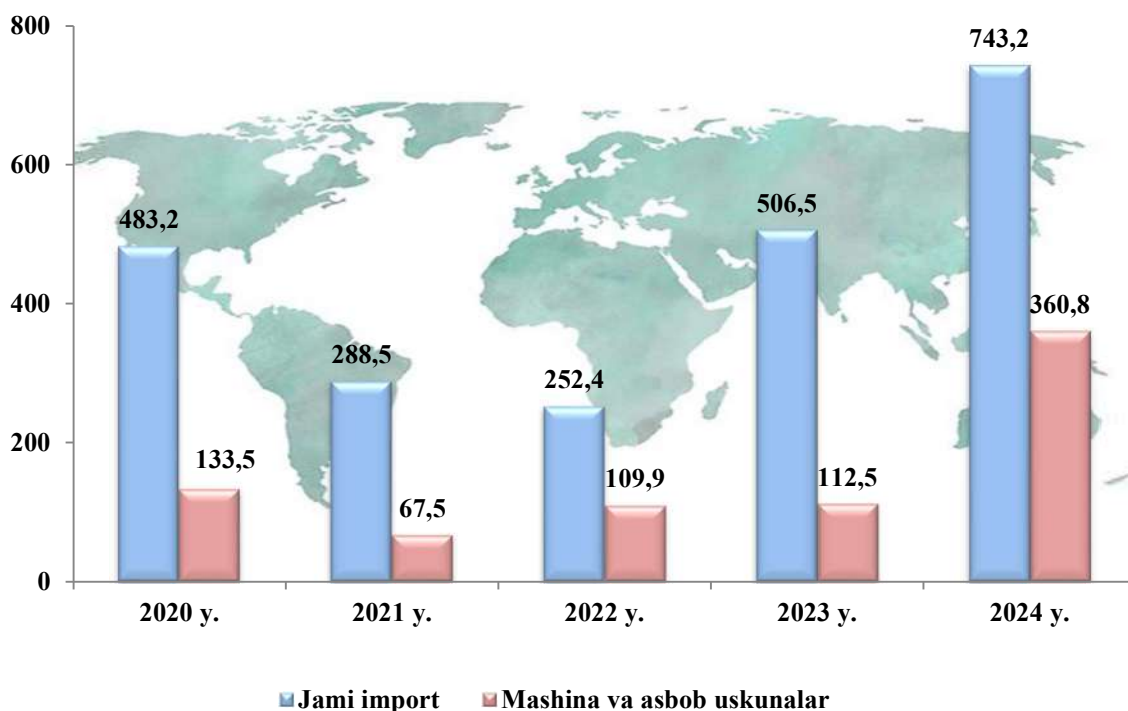 800
600
400
200
0
483,2
133,5
288,5
67,5
252,4
109,9
506,5
112,5
743,2
360,8
2020 y.
2021 y.
2022 y.
2023 y.
2024 y.
Jami import
Mashina va asbob uskunalar